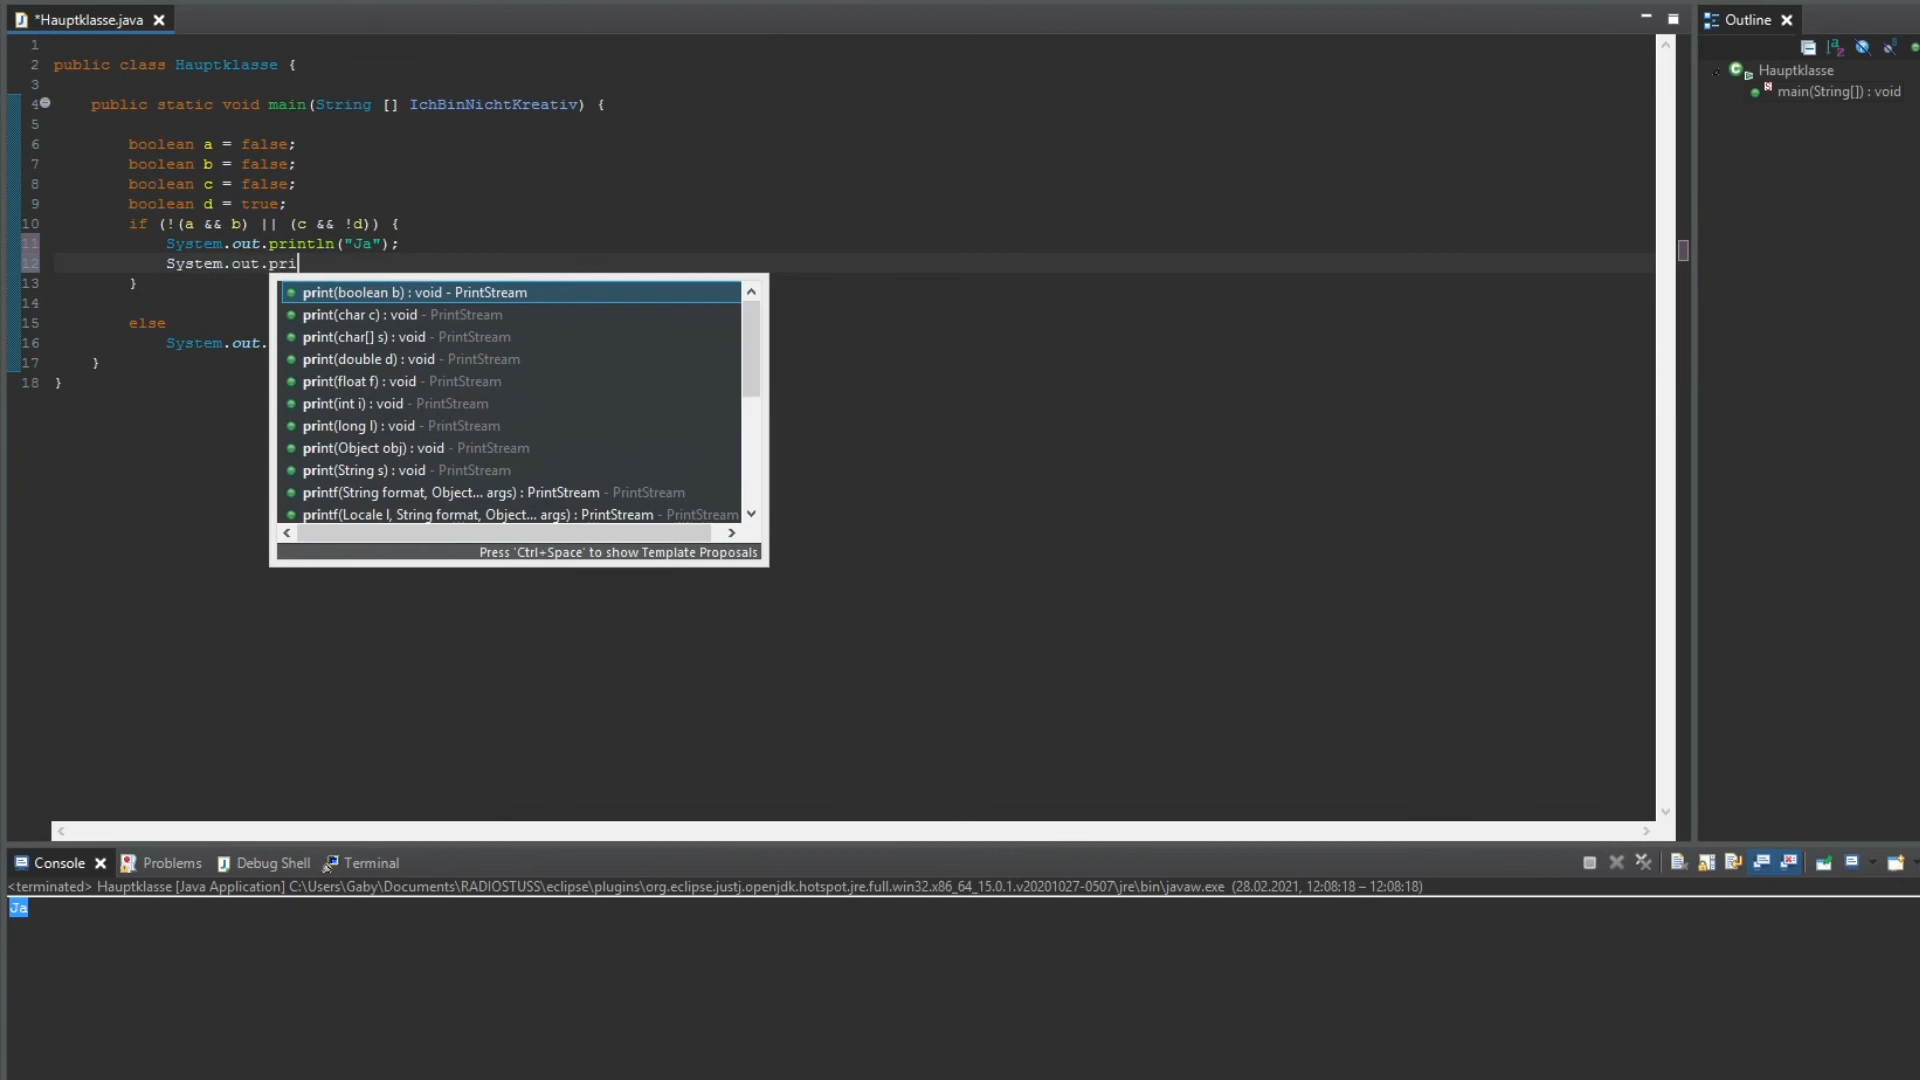 *Hauptklasse.java
Outline
1
2 public class Hauptklasse {
3
4 public static void main(String [] IchBinNichtKreativ) {
5
6 boolean a = false;
7 boolean b = false;
8 boolean c = false;
9 boolean d = true;
10 if (!(a && b) || (c && !d)) {
11 System.out.println("Ja");
12 System.out.pri
13 }
14
15 else
16 System.out.
17 }
18 }
print(boolean b) : void - PrintStream
print(char c) : void - PrintStream
print(char[] s) : void - PrintStream
print(double d) : void - PrintStream
print(float f) : void - PrintStream
print(int i) : void - PrintStream
print(long l) : void - PrintStream
print(Object obj) : void - PrintStream
print(String s) : void - PrintStream
printf(String format, Object... args) : PrintStream - PrintStream
printf(Locale l, String format, Object... args) : PrintStream - PrintStream
Press 'Ctrl+Space' to show Template Proposals
Hauptklasse
main(String[]) : void
Console Problems Debug Shell Terminal
<terminated> Hauptklasse [Java Application] C:\Users\Gaby\Documents\RADIOSTUSS\eclipse\plugins\org.eclipse.justj.openjdk.hotspot.jre.full.win32.x86_64_15.0.1.v20201027-0507\jre\bin\javaw.exe (28.02.2021, 12:08:18 – 12:08:18)
Ja